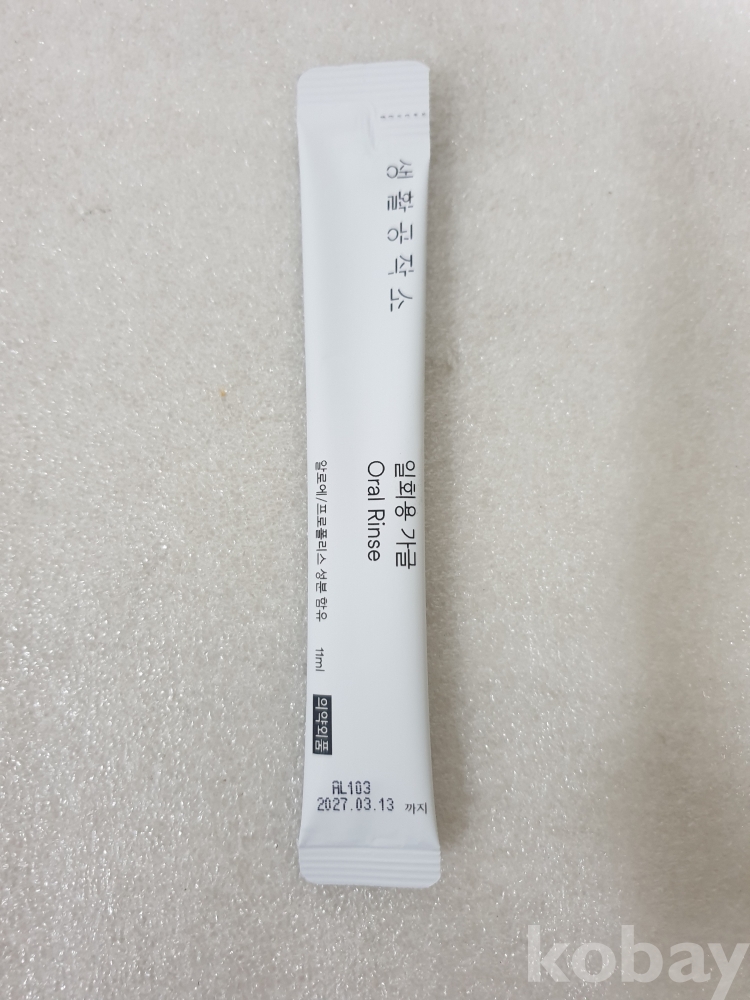 생활공작소
일회용 가글
Oral Rinse
알로에/프로폴리스 성분 함유 11ml
의약외품
AL103
2027.03.13 까지
kobay